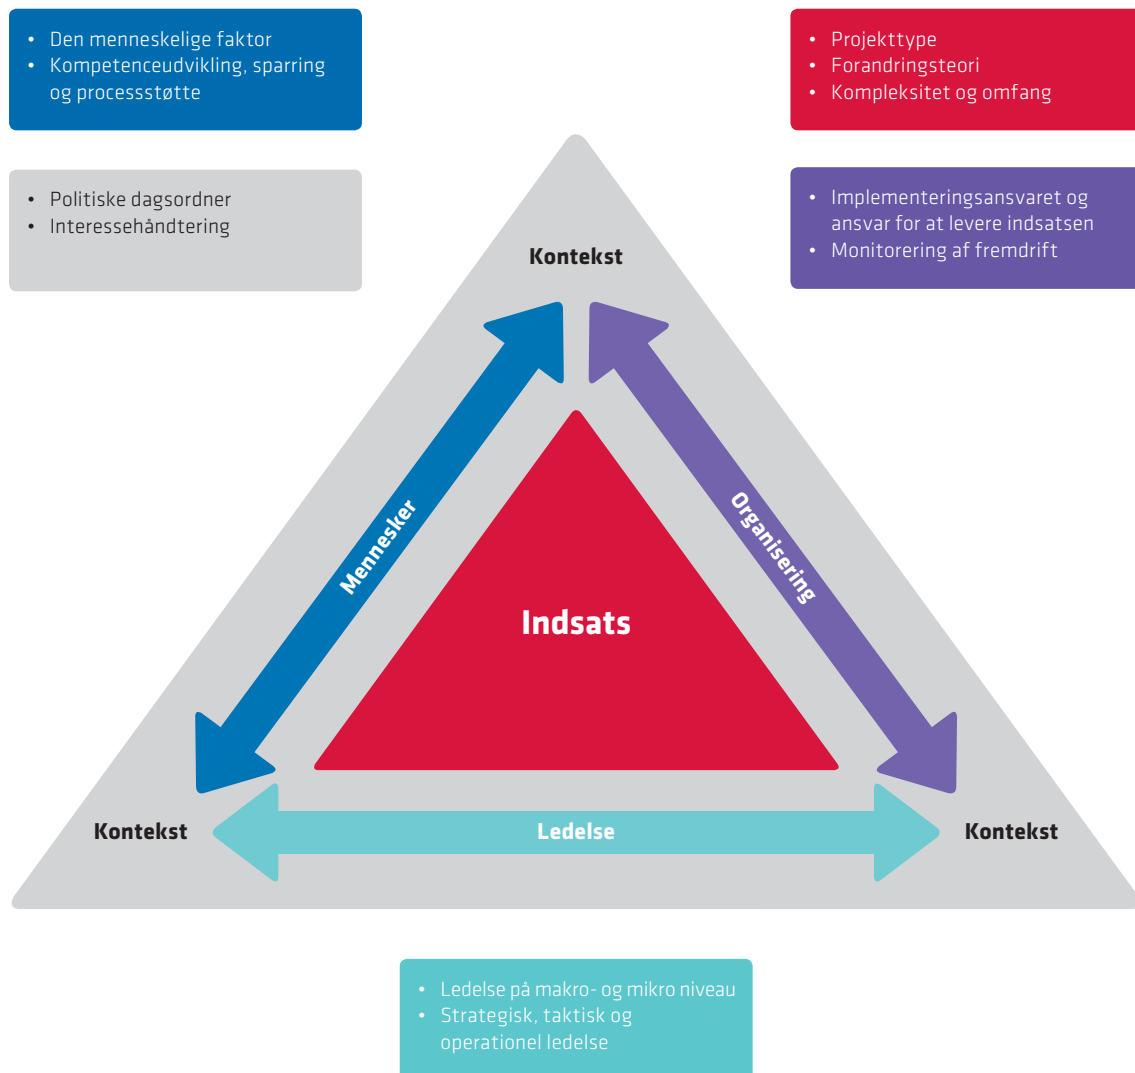 • Den menneskelige faktor
• Kompetenceudvikling, sparring
og processstøtte
• Projekttype
• Forandringsteori
• Kompleksitet og omfang
• Politiske dagsordner
• Interessehåndtering
• Implementeringsansvaret og
ansvar for at levere indsatsen
• Monitorering af fremdrift
Kontekst
Mennesker
Organisering
Indsats
Kontekst
Ledelse
Kontekst
• Ledelse på makro- og mikro niveau
• Strategisk, taktisk og
operationel ledelse